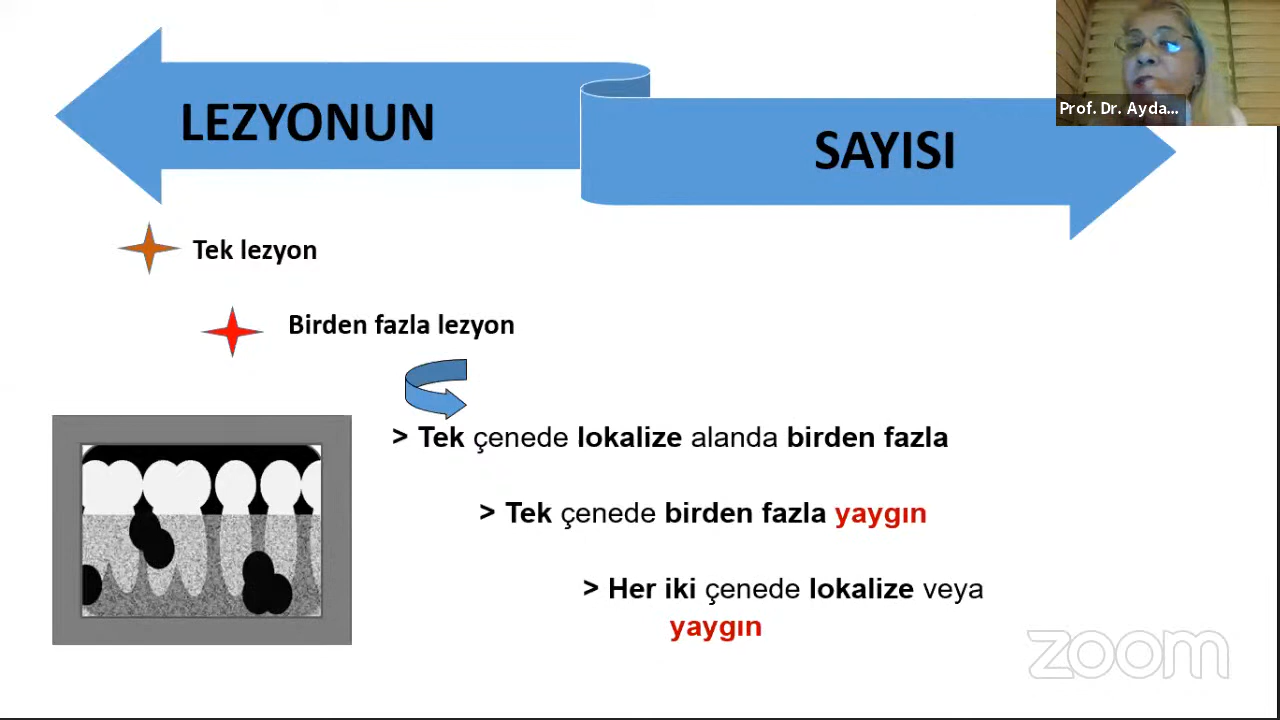 LEZYONUN
SAYISI
Prof. Dr. Ayda...
Tek lezyon
Birden fazla lezyon
> Tek çenede lokalize alanda birden fazla
> Tek çenede birden fazla yaygın
> Her iki çenede lokalize veya
yaygın
zoom